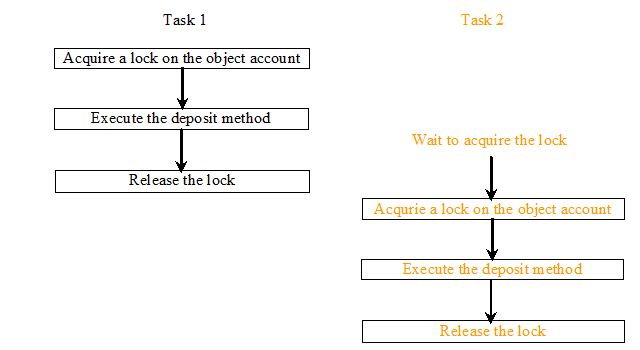 Task 1
Task 2
Acquire a lock on the object account
Execute the deposit method
Wait to acquire the lock
Release the lock
Acqurie a lock on the object account
Execute the deposit method
Release the lock